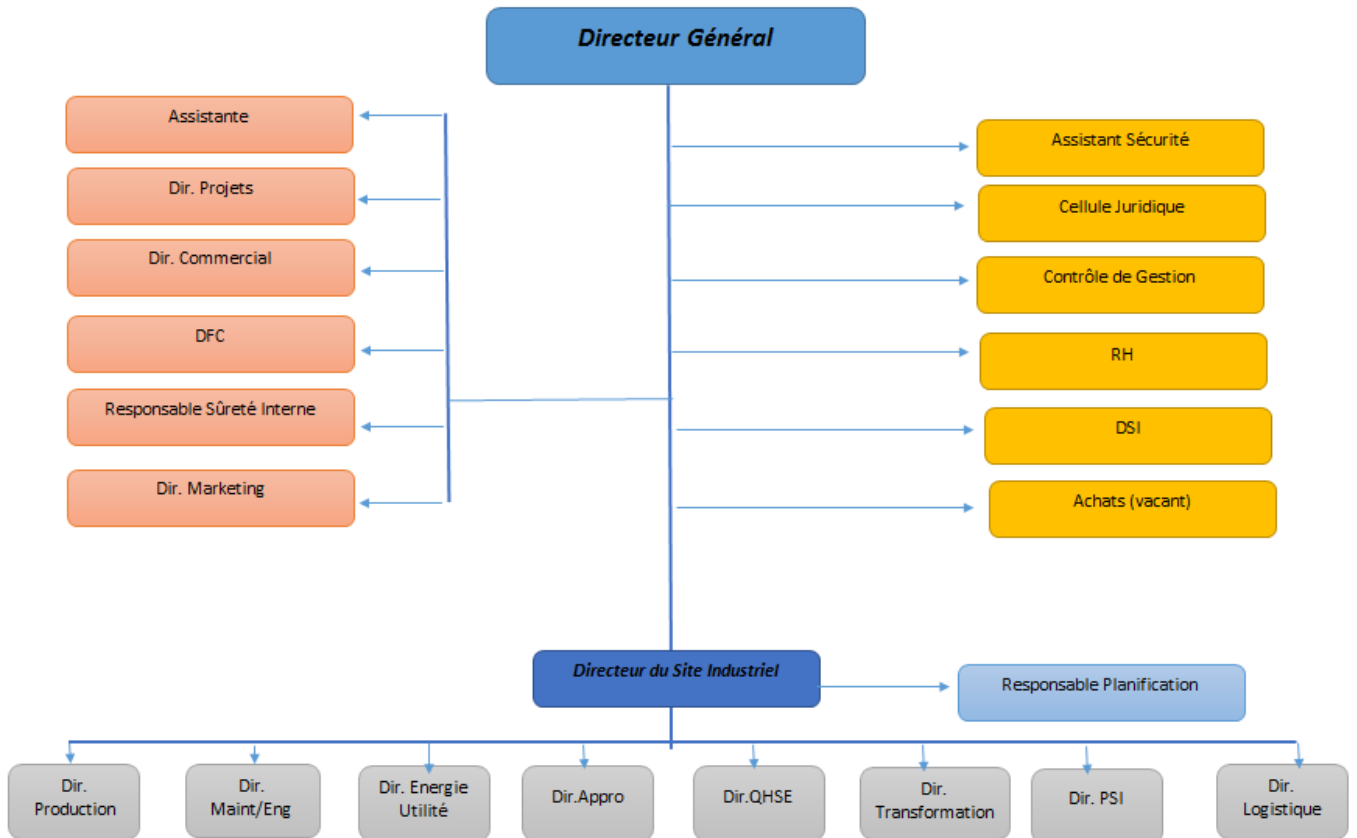 Directeur Général
Assistante
Dir. Projets
Dir. Commercial
DFC
Responsable Sûreté Interne
Dir. Marketing
Assistant Sécurité
Cellule Juridique
Contrôle de Gestion
RH
DSI
Achats (vacant)
Directeur du Site Industriel
Responsable Planification
Dir.
Production
Dir.
Maint/Eng
Dir. Energie
Utilité
Dir.Appro
Dir.QHSE
Dir.
Transformation
Dir. PSI
Dir.
Logistique